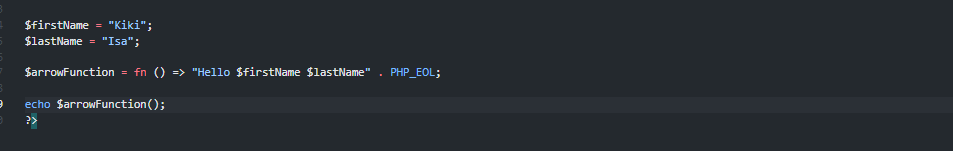 $firstName = "Kiki";
$lastName = "Isa";
$arrowFunction = fn () => "Hello $firstName $lastName" . PHP_EOL;
echo $arrowFunction();
?>